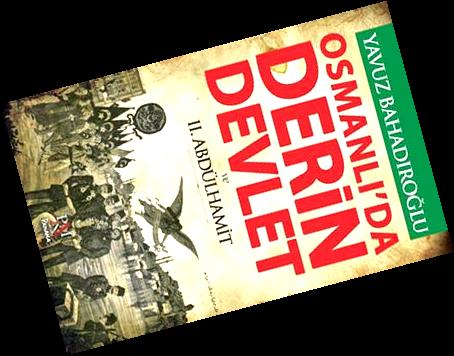 YAVUZ BAHADIROĞLU
OSMANLI'DA
DERİN
DEVLET
ve
II. ABDÜLHAMİT